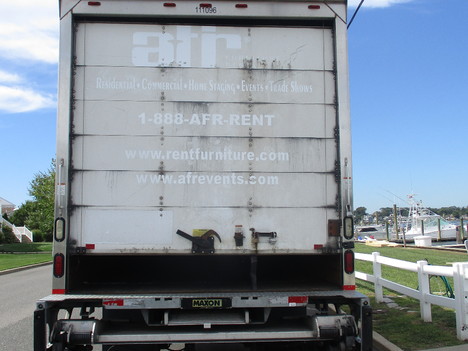 111096
afr
Residential • Commercial • Home Staging • Events • Trade Shows
1-888-AFR-RENT
www.rentfurniture.com
www.afrevents.com
MAXON